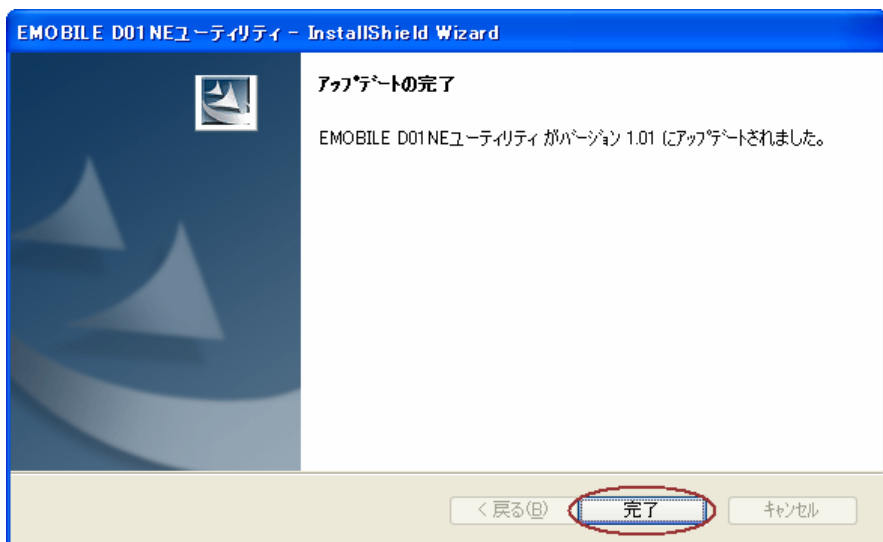 EMOBILE D01NEユーティリティ - InstallShield Wizard
アップデートの完了
EMOBILE D01NEユーティリティ がバージョン 1.01 にアップデートされました。
< 戻る(B)
完了
キャンセル